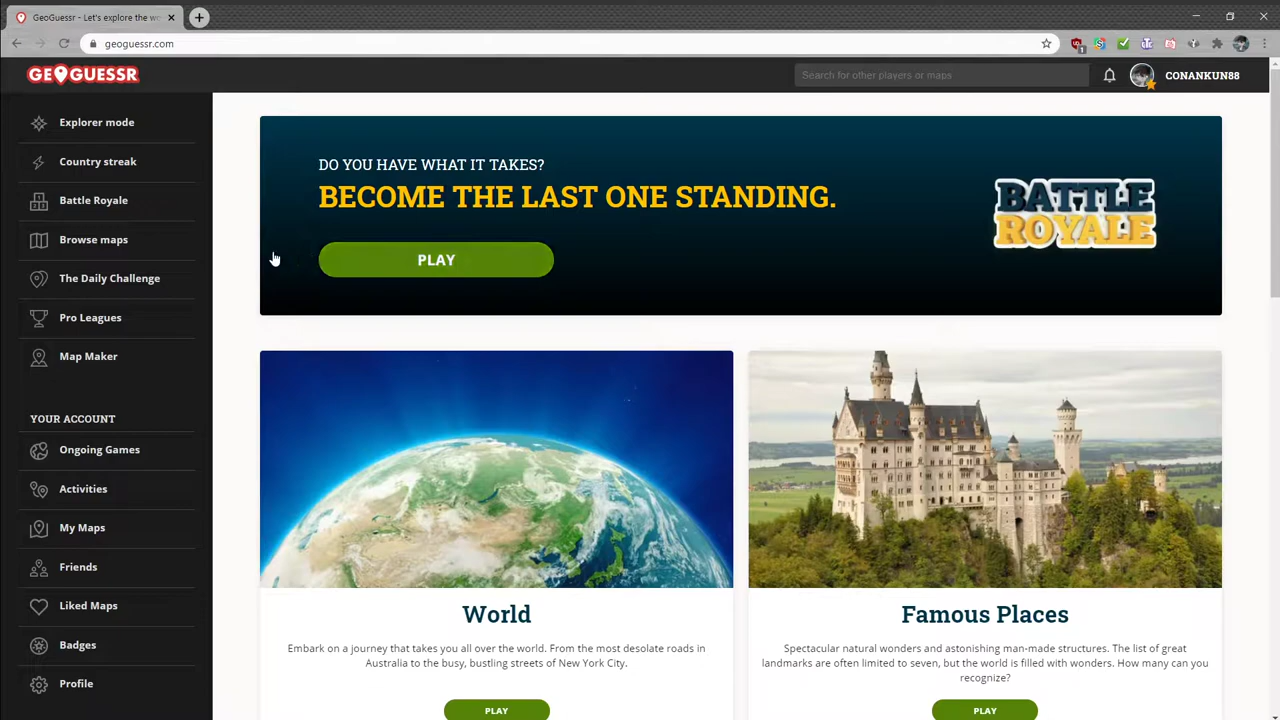 GeoGuessr - Let's explore the wo
geoguessr.com
1
GEOGUESSR
Search for other players or maps
CONANKUN88
Explorer mode
Country streak
Battle Royale
Browse maps
The Daily Challenge
Pro Leagues
Map Maker
YOUR ACCOUNT
Ongoing Games
Activities
My Maps
Friends
Liked Maps
Badges
Profile
DO YOU HAVE WHAT IT TAKES?
BECOME THE LAST ONE STANDING.
PLAY
BATTLE
ROYALE
World
Embark on a journey that takes you all over the world. From the most desolate roads in
Australia to the busy, bustling streets of New York City.
PLAY
Famous Places
Spectacular natural wonders and astonishing man-made structures. The list of great
landmarks are often limited to seven, but the world is filled with wonders. How many can you
recognize?
PLAY